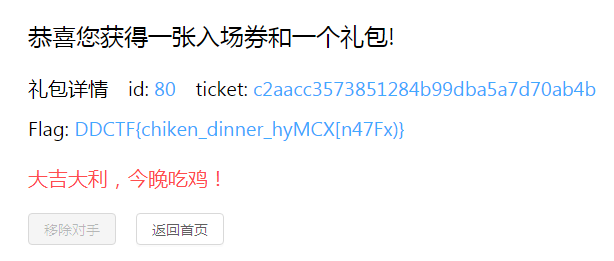 恭喜您获得一张入场券和一个礼包!
礼包详情 id: 80 ticket: c2aacc3573851284b99dba5a7d70ab4b
Flag: DDCTF{chiken_dinner_hyMCX[n47Fx)}
大吉大利，今晚吃鸡！
移除对手 返回首页